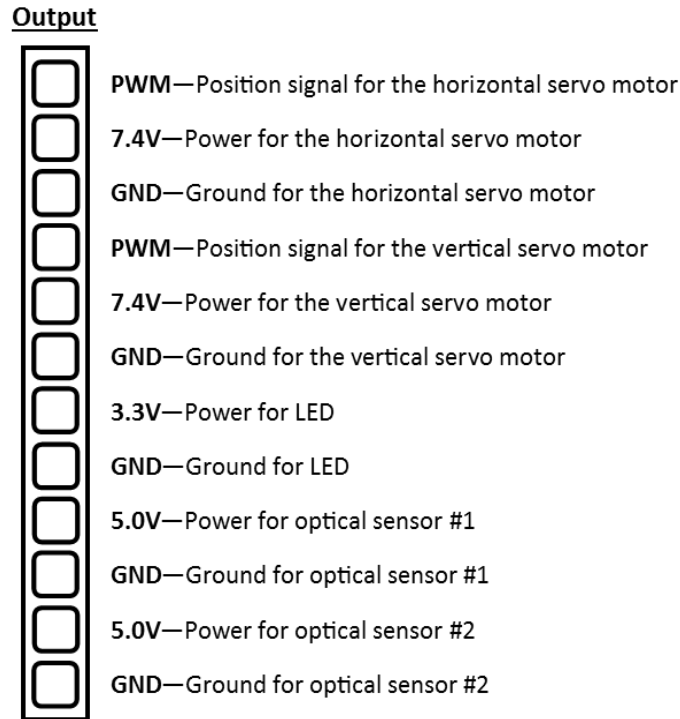 Output
PWM—Position signal for the horizontal servo motor
7.4V—Power for the horizontal servo motor
GND—Ground for the horizontal servo motor
PWM—Position signal for the vertical servo motor
7.4V—Power for the vertical servo motor
GND—Ground for the vertical servo motor
3.3V—Power for LED
GND—Ground for LED
5.0V—Power for optical sensor #1
GND—Ground for optical sensor #1
5.0V—Power for optical sensor #2
GND—Ground for optical sensor #2